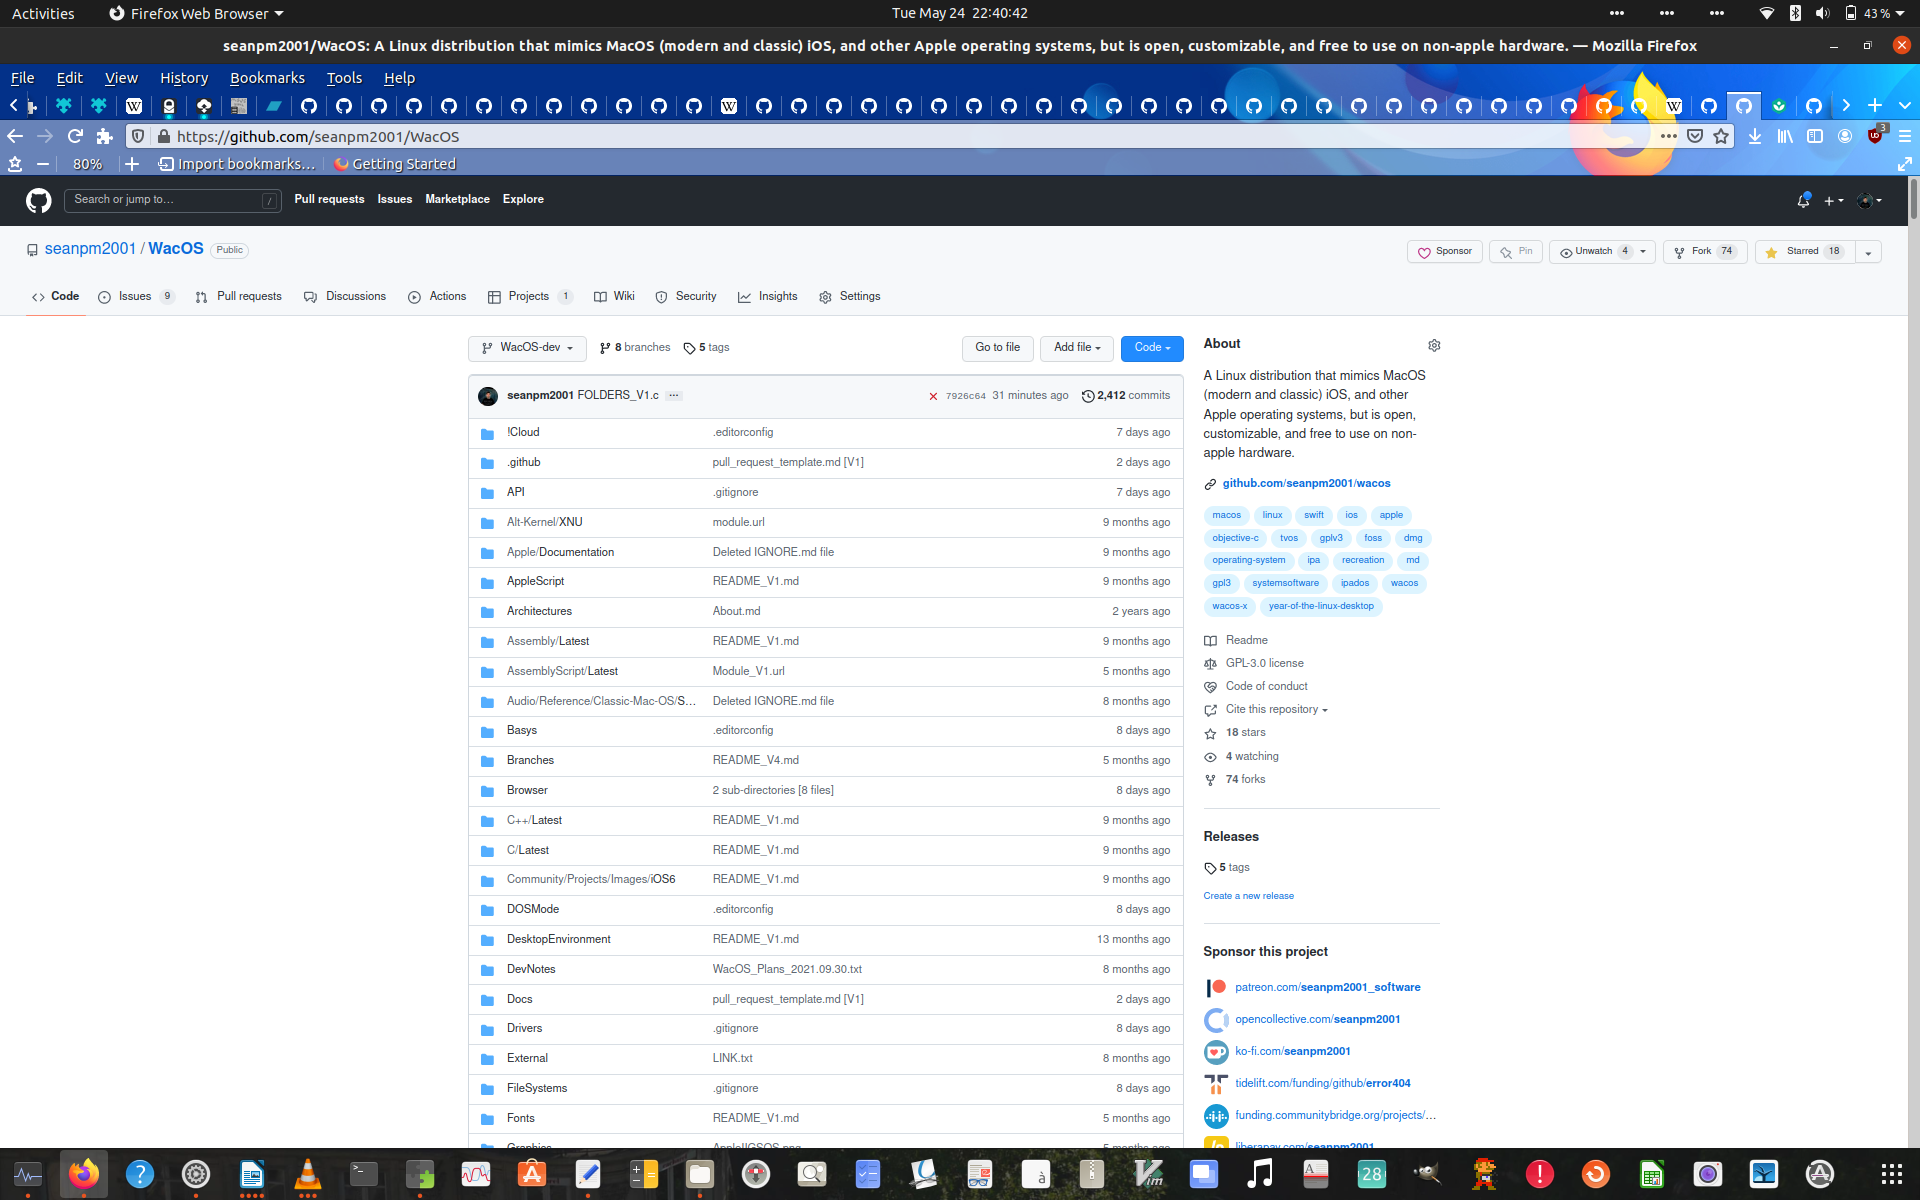 Activities
Firefox Web Browser
Tue May 24 22:40:42
43 %
seanpm2001/WacOS: A Linux distribution that mimics MacOS (modern and classic) iOS, and other Apple operating systems, but is open, customizable, and free to use on non-apple hardware. — Mozilla Firefox
File Edit View History Bookmarks Tools Help
https://github.com/seanpm2001/WacOS
3
80%
Import bookmarks...
Getting Started
Search or jump to... /
Pull requests Issues Marketplace Explore
seanpm2001 / WacOS Public
Sponsor Pin Unwatch 4 Fork 74 Starred 18
Code Issues 9 Pull requests Discussions Actions Projects 1 Wiki Security Insights Settings
WacOS-dev 8 branches 5 tags
Go to file Add file Code
seanpm2001 FOLDERS_V1.c ... 7926c64 31 minutes ago 2,412 commits
!Cloud .editorconfig 7 days ago
.github pull_request_template.md [V1] 2 days ago
API .gitignore 7 days ago
Alt-Kernel/XNU module.url 9 months ago
Apple/Documentation Deleted IGNORE.md file 9 months ago
AppleScript README_V1.md 9 months ago
Architectures About.md 2 years ago
Assembly/Latest README_V1.md 9 months ago
AssemblyScript/Latest Module_V1.url 5 months ago
Audio/Reference/Classic-Mac-OS/S... Deleted IGNORE.md file 8 months ago
Basys .editorconfig 8 days ago
Branches README_V4.md 5 months ago
Browser 2 sub-directories [8 files] 8 days ago
C++/Latest README_V1.md 9 months ago
C/Latest README_V1.md 9 months ago
Community/Projects/Images/iOS6 README_V1.md 9 months ago
DOSMode .editorconfig 8 days ago
DesktopEnvironment README_V1.md 13 months ago
DevNotes WacOS_Plans_2021.09.30.txt 8 months ago
Docs pull_request_template.md [V1] 2 days ago
Drivers .gitignore 8 days ago
External LINK.txt 8 months ago
FileSystems .gitignore 8 days ago
Fonts README_V1.md 5 months ago
Graphics AppleIIGSOS.png 5 months ago
About
A Linux distribution that mimics MacOS
(modern and classic) iOS, and other
Apple operating systems, but is open,
customizable, and free to use on non-
apple hardware.
github.com/seanpm2001/wacos
macos linux swift ios apple
objective-c tvos gplv3 foss dmg
operating-system ipa recreation md
gpl3 systemsoftware ipados wacos
wacos-x year-of-the-linux-desktop
Readme
GPL-3.0 license
Code of conduct
Cite this repository
18 stars
4 watching
74 forks
Releases
5 tags
Create a new release
Sponsor this project
patreon.com/seanpm2001_software
opencollective.com/seanpm2001
ko-fi.com/seanpm2001
tidelift.com/funding/github/error404
funding.communitybridge.org/projects/...
liberapay.com/seanpm2001
28